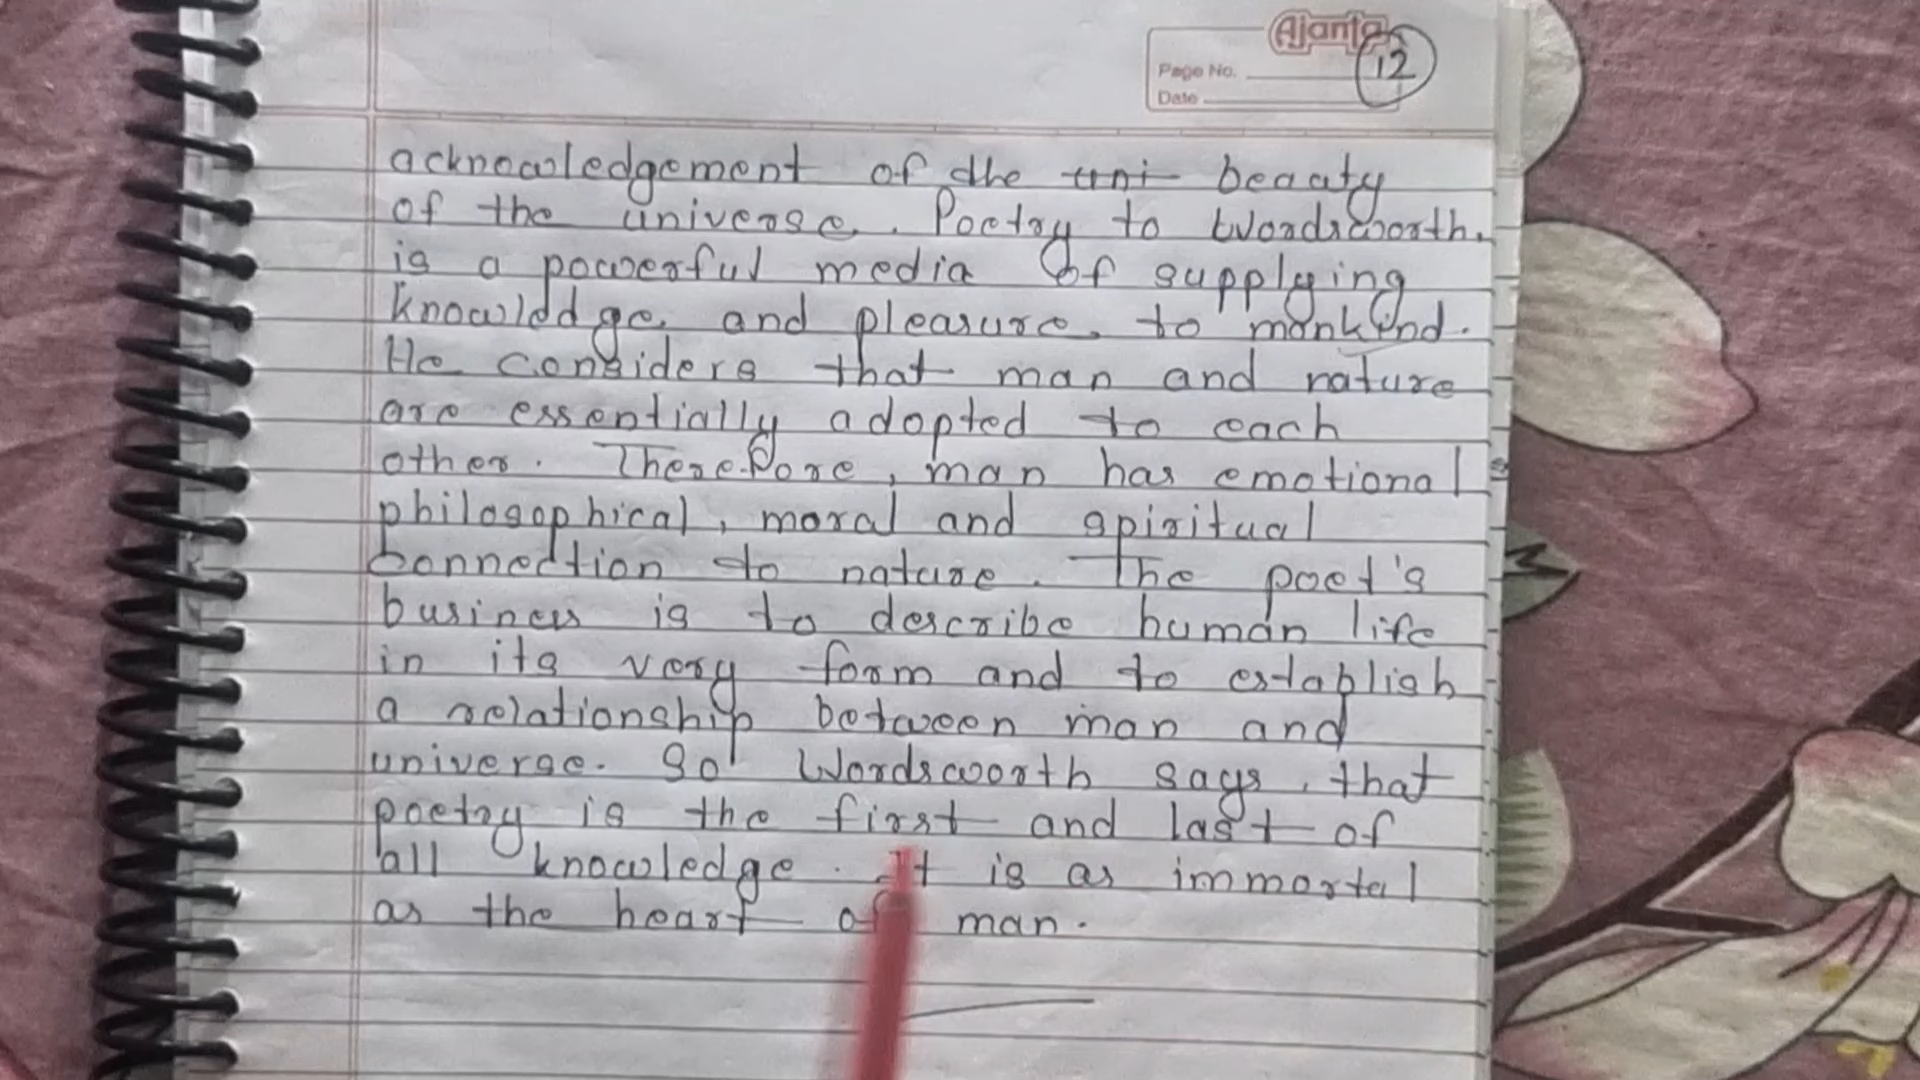 Ajanta
Page No. 12
Date
acknowledgement of the uni beauty
of the universe. Poetry to Wordsworth
is a powerful media of supplying
knowlddge and pleasure to mankind.
He considers that man and nature
are essentially adopted to each
other. Therefore, man has emotional
philosophical, moral and spiritual
connection to nature. The poet's
business is to describe human life
in its very form and to establish
a relationship between man and
universe. So Wordsworth says, that
poetry is the first and last of
all knowledge. It is as immortal
as the heart of man.